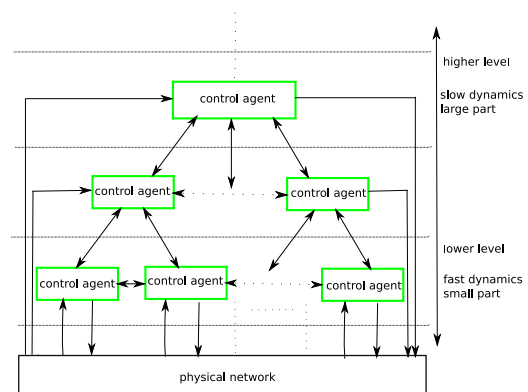 higher level
slow dynamics
large part
control agent
control agent
control agent
lower level
fast dynamics
small part
control agent
control agent
control agent
physical network